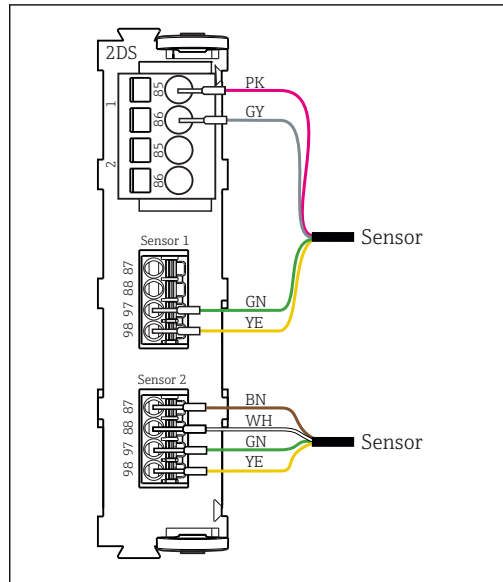 2DS
1
85
PK
86
GY
2
85
86
Sensor
Sensor 1
87
88
97
GN
98
YE
Sensor 2
87
BN
88
WH
97
GN
Sensor
98
YE